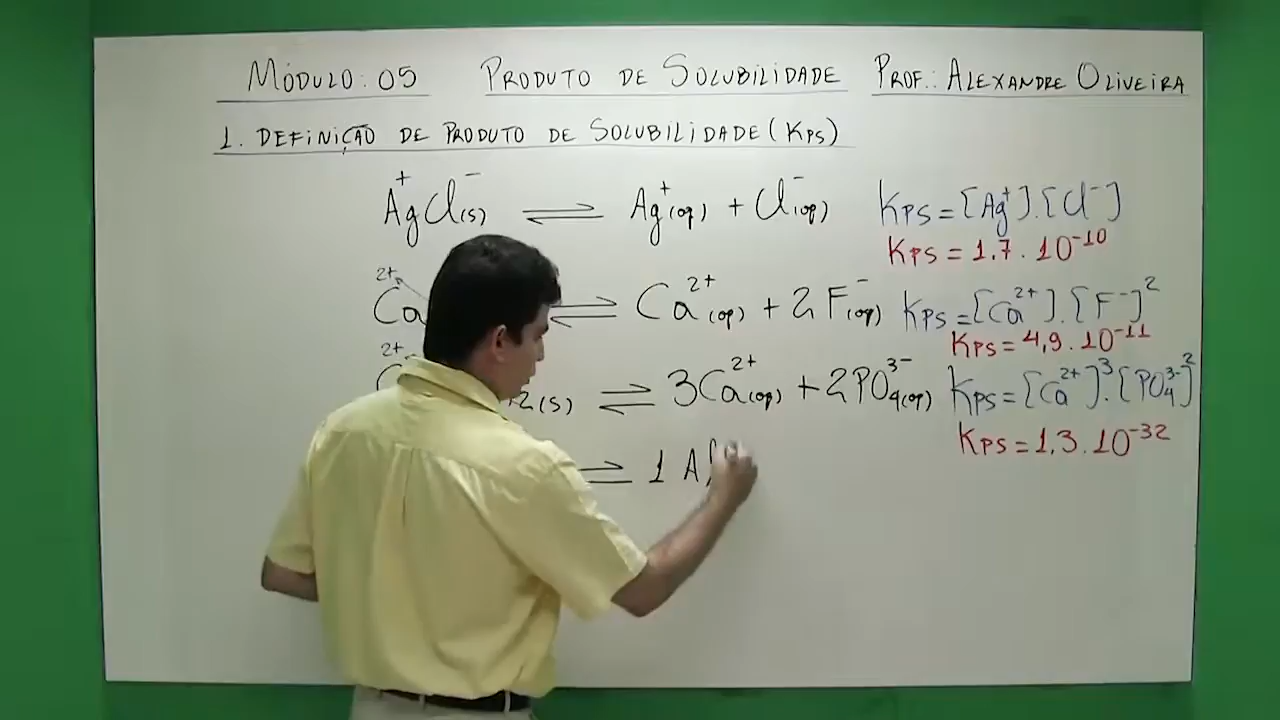 MÓDULO: 05 PRODUTO DE SOLUBILIDADE PROF.: ALEXANDRE OLIVEIRA
1. DEFINIÇÃO DE PRODUTO DE SOLUBILIDADE (KPS)
Ag⁺Cl⁻(s) ⇌ Ag⁺(aq) + Cl⁻(aq) KPS = [Ag⁺].[Cl⁻]
KPS = 1,7 . 10⁻¹⁰
Ca²⁺ ⇌ Ca²⁺(aq) + 2F⁻(aq) KPS = [Ca²⁺].[F⁻]²
KPS = 4,9 . 10⁻¹¹
2+ 2(s) ⇌ 3Ca²⁺(aq) + 2PO₄³⁻(aq) KPS = [Ca²⁺]³.[PO₄³⁻]²
KPS = 1,3 . 10⁻³²
⇌ 1 Al